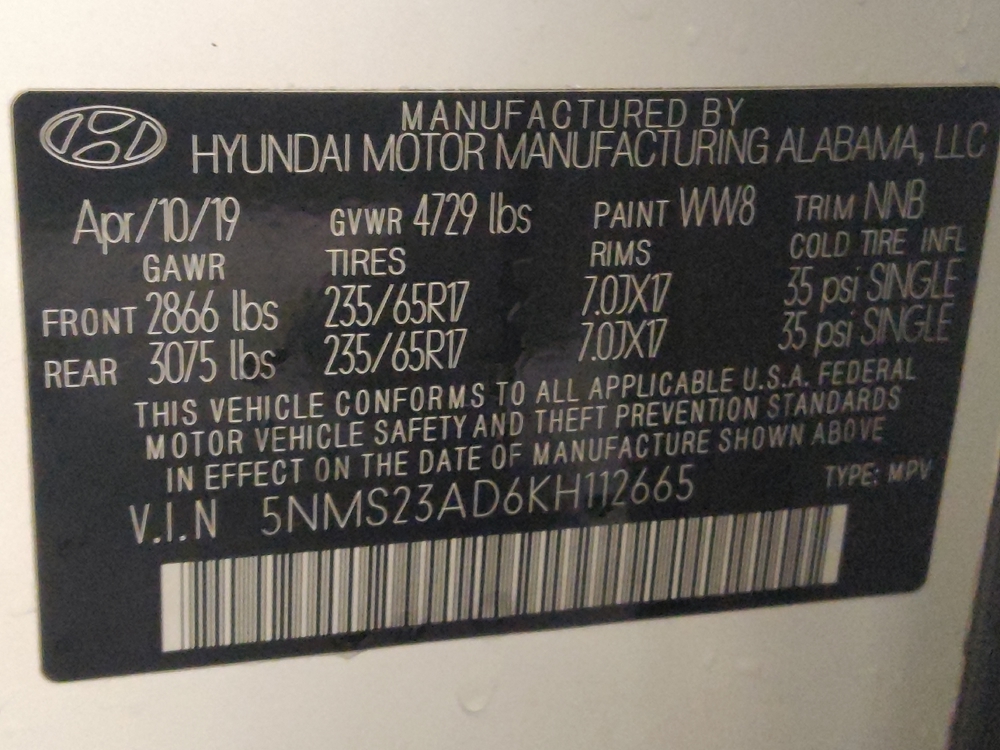 MANUFACTURED BY
HYUNDAI MOTOR MANUFACTURING ALABAMA, LLC
Apr/10/19 GVWR 4729 lbs PAINT WW8 TRIM NNB
GAWR TIRES RIMS COLD TIRE INFL
FRONT 2866 lbs 235/65R17 7.0JX17 35 psi SINGLE
REAR 3075 lbs 235/65R17 7.0JX17 35 psi SINGLE
THIS VEHICLE CONFORMS TO ALL APPLICABLE U.S.A. FEDERAL
MOTOR VEHICLE SAFETY AND THEFT PREVENTION STANDARDS
IN EFFECT ON THE DATE OF MANUFACTURE SHOWN ABOVE
V.I.N 5NMS23AD6KH112665 TYPE: MPV